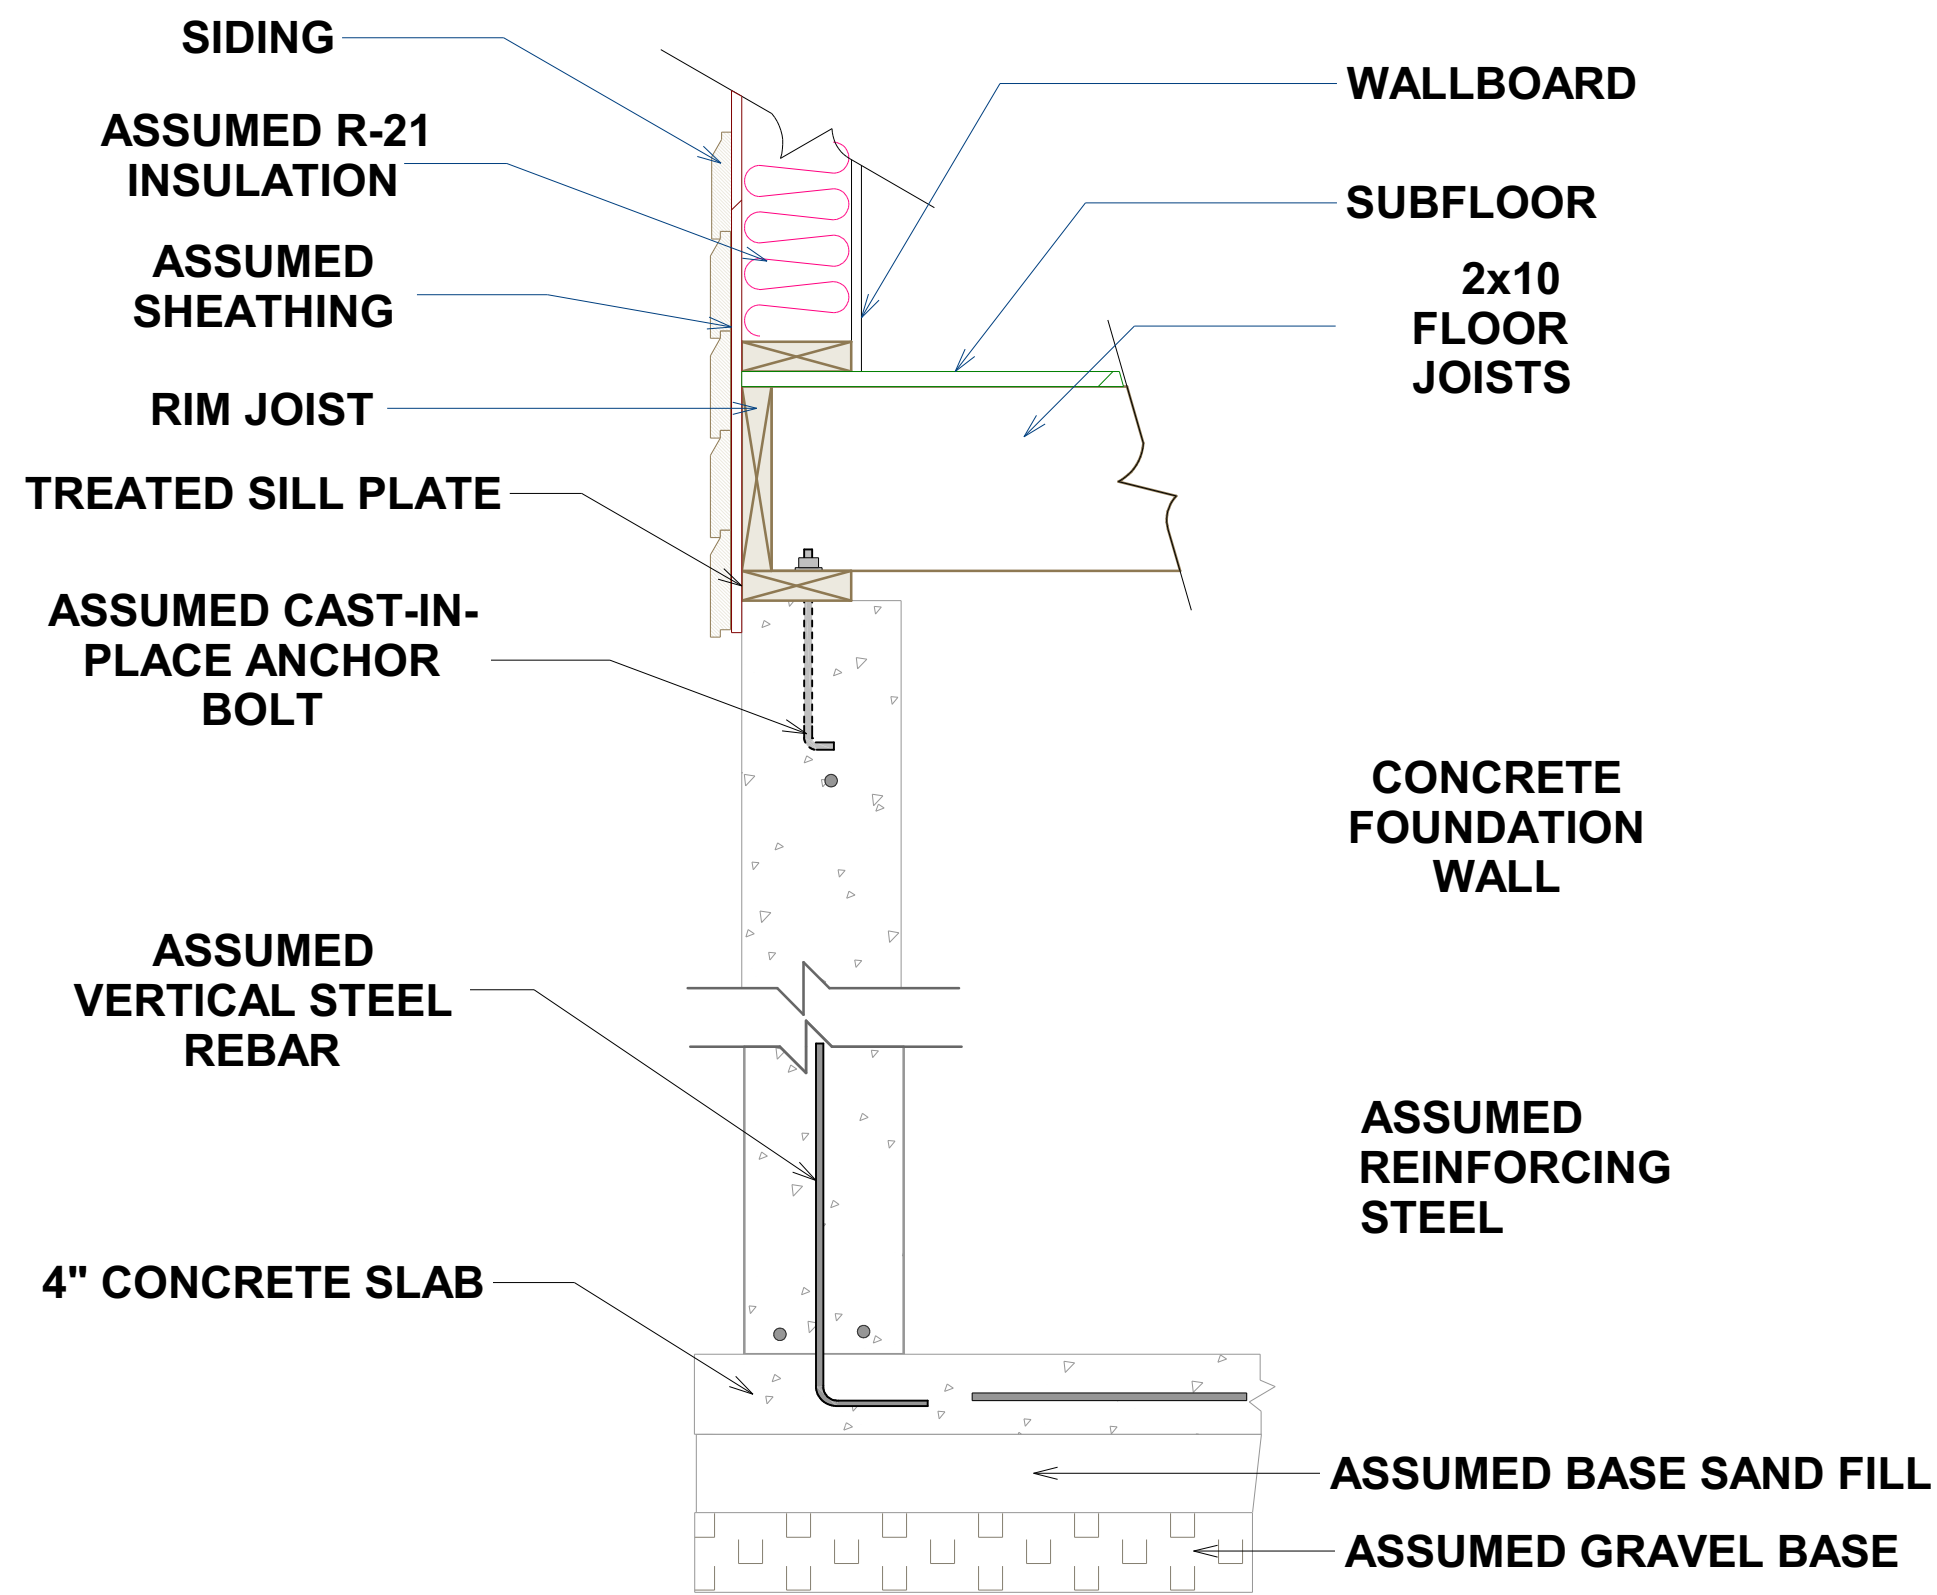 SIDING
ASSUMED R-21
INSULATION
ASSUMED
SHEATHING
RIM JOIST
TREATED SILL PLATE
ASSUMED CAST-IN-
PLACE ANCHOR
BOLT
ASSUMED
VERTICAL STEEL
REBAR
4" CONCRETE SLAB
WALLBOARD
SUBFLOOR
2x10
FLOOR
JOISTS
CONCRETE
FOUNDATION
WALL
ASSUMED
REINFORCING
STEEL
ASSUMED BASE SAND FILL
ASSUMED GRAVEL BASE